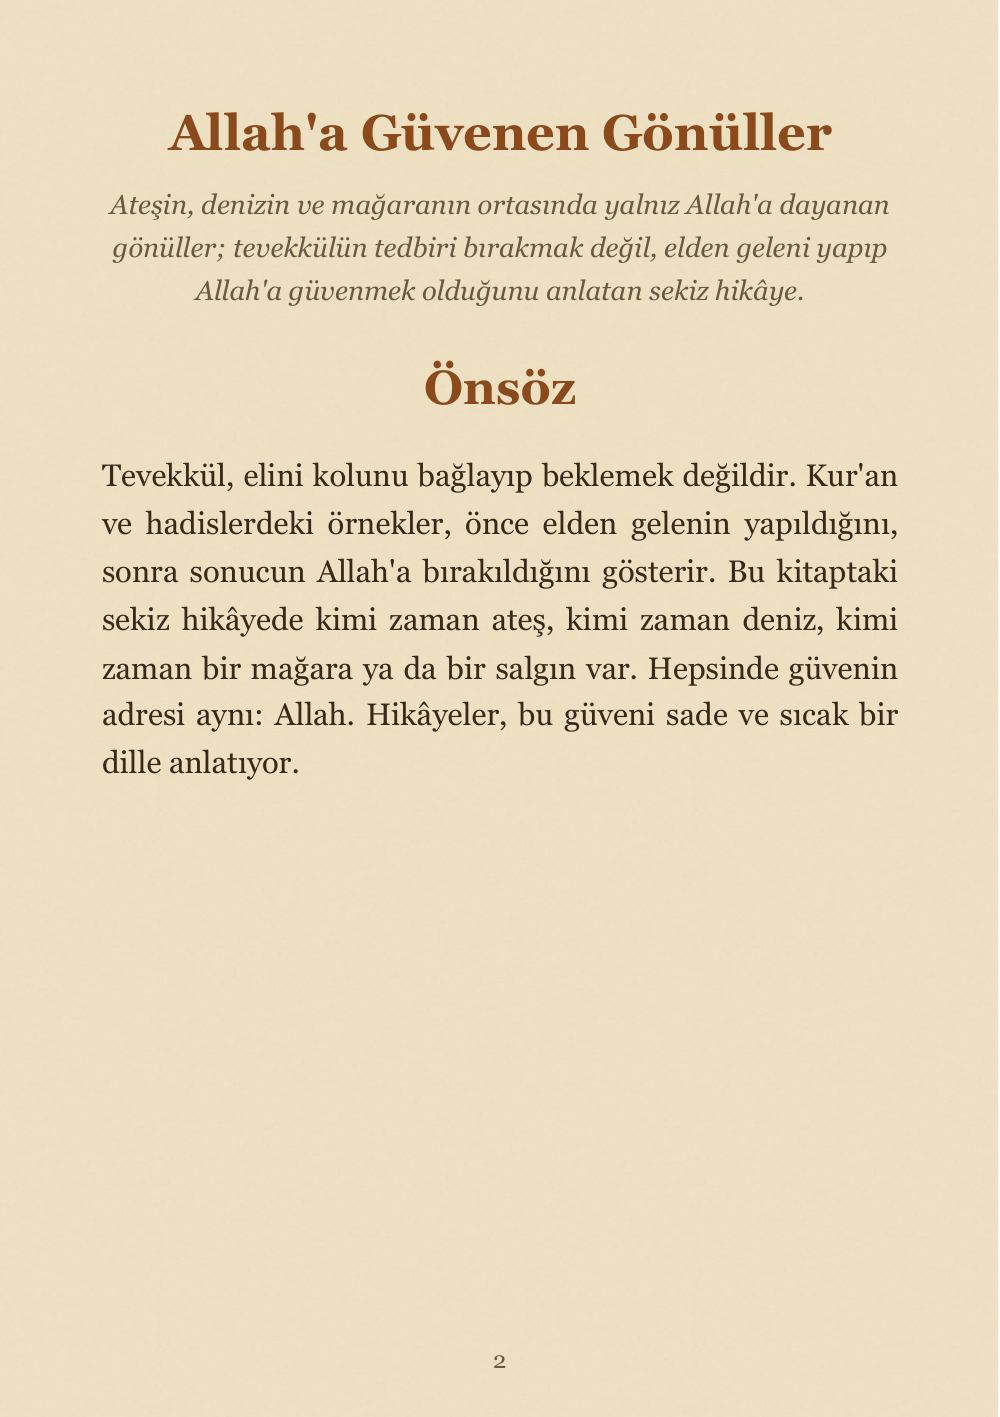 Allah'a Güvenen Gönüller
Ateşin, denizin ve mağaranın ortasında yalnız Allah'a dayanan
gönüller; tevekkülün tedbiri bırakmak değil, elden geleni yapıp
Allah'a güvenmek olduğunu anlatan sekiz hikâye.
Önsöz
Tevekkül, elini kolunu bağlayıp beklemek değildir. Kur'an
ve hadislerdeki örnekler, önce elden gelenin yapıldığını,
sonra sonucun Allah'a bırakıldığını gösterir. Bu kitaptaki
sekiz hikâyede kimi zaman ateş, kimi zaman deniz, kimi
zaman bir mağara ya da bir salgın var. Hepsinde güvenin
adresi aynı: Allah. Hikâyeler, bu güveni sade ve sıcak bir
dille anlatıyor.
2